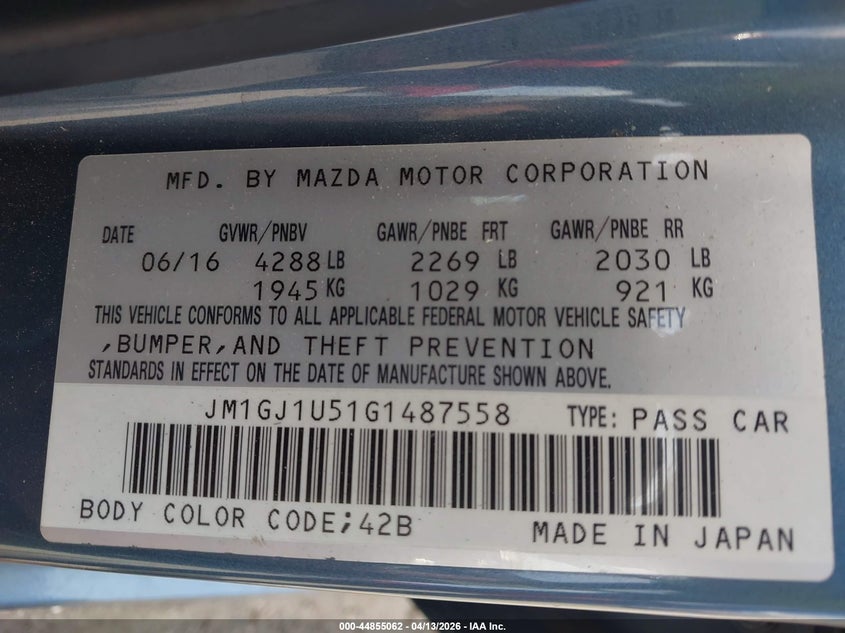 MFD. BY MAZDA MOTOR CORPORATION
DATE GVWR/PNBV GAWR/PNBE FRT GAWR/PNBE RR
06/16 4288 LB 2269 LB 2030 LB
1945 KG 1029 KG 921 KG
THIS VEHICLE CONFORMS TO ALL APPLICABLE FEDERAL MOTOR VEHICLE SAFETY
,BUMPER,AND THEFT PREVENTION
STANDARDS IN EFFECT ON THE DATE OF MANUFACTURE SHOWN ABOVE.
JM1GJ1U51G1487558 TYPE: PASS CAR
BODY COLOR CODE;42B MADE IN JAPAN
000-44855062 - 04/13/2026 - IAA Inc.